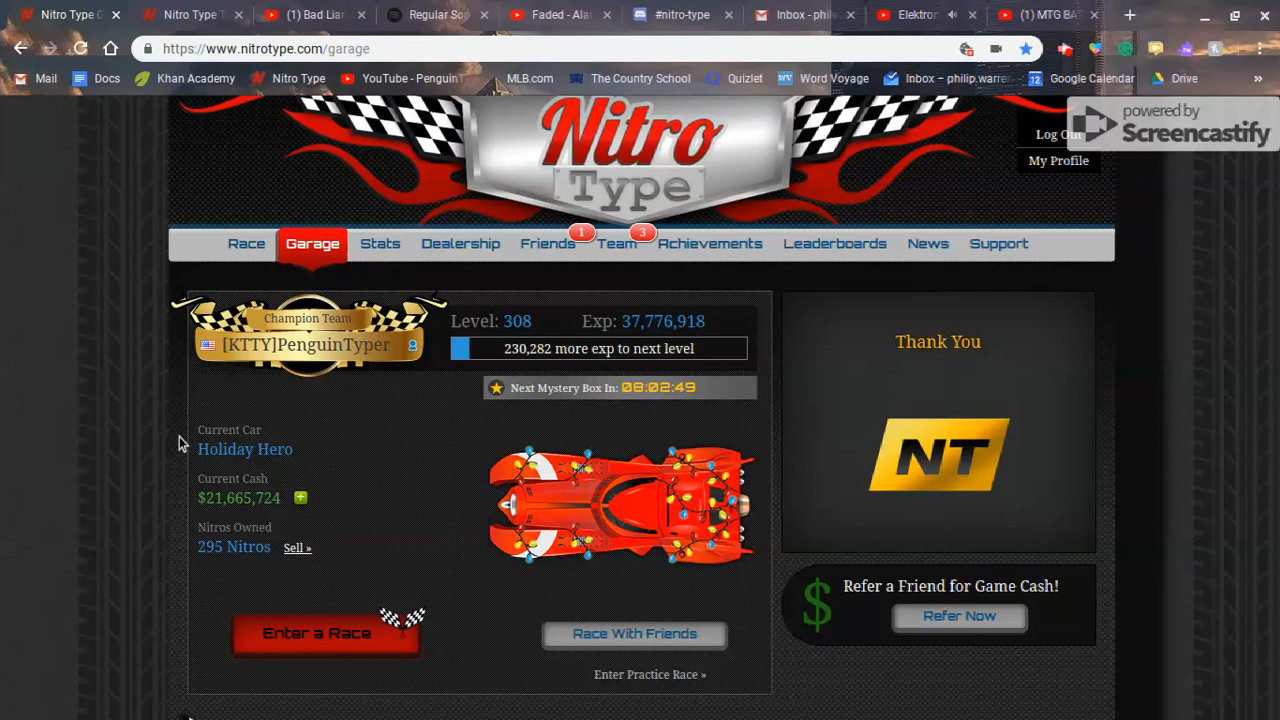 Nitro Type G
Nitro Type T
(1) Bad Liar
Regular Sop
Faded - Alan
#nitro-type
Inbox - phil
Elektron
(1) MTG BA
https://www.nitrotype.com/garage
Mail
Docs
Khan Academy
Nitro Type
YouTube - PenguinT
MLB.com
The Country School
Quizlet
WV
Word Voyage
Inbox – philip.warre
12
Google Calendar
Drive
»
powered by
Screencastify
Nitro
Type
Log Out
My Profile
Race
Garage
Stats
Dealership
Friends
1
Team
3
Achievements
Leaderboards
News
Support
Champion Team
[KTTY]PenguinTyper
Level: 308
Exp: 37,776,918
230,282 more exp to next level
Next Mystery Box In: 08:02:49
Current Car
Holiday Hero
Current Cash
$21,665,724
Nitros Owned
295 Nitros
Sell »
Enter a Race
Race With Friends
Enter Practice Race »
Thank You
NT
$
Refer a Friend for Game Cash!
Refer Now